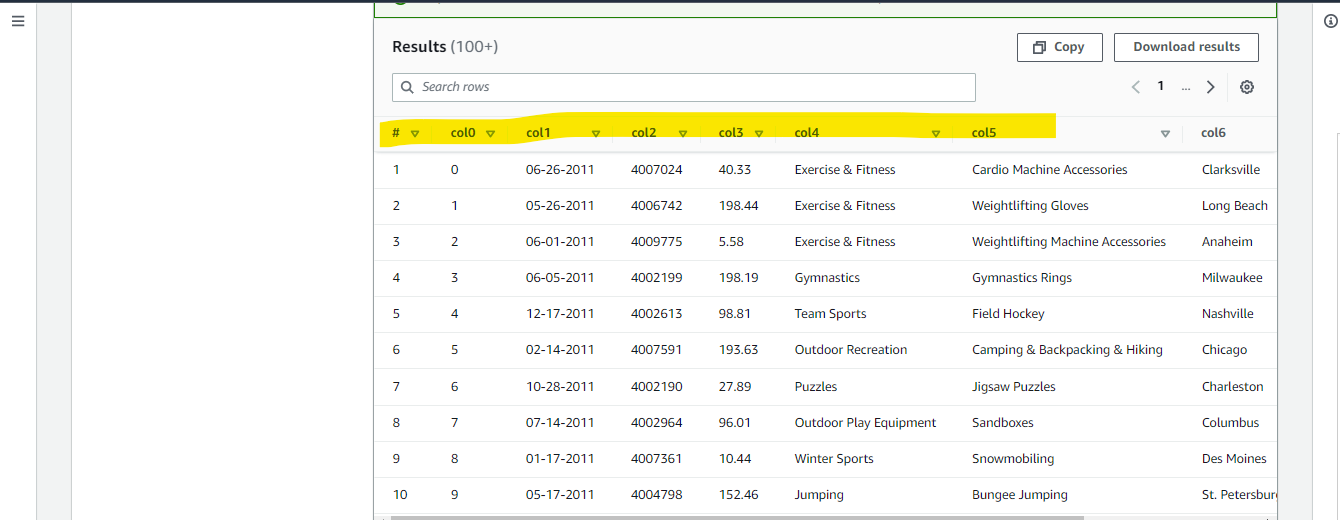 Results (100+)
Copy
Download results
Search rows
1 ...
# col0 col1 col2 col3 col4 col5 col6
1 0 06-26-2011 4007024 40.33 Exercise & Fitness Cardio Machine Accessories Clarksville
2 1 05-26-2011 4006742 198.44 Exercise & Fitness Weightlifting Gloves Long Beach
3 2 06-01-2011 4009775 5.58 Exercise & Fitness Weightlifting Machine Accessories Anaheim
4 3 06-05-2011 4002199 198.19 Gymnastics Gymnastics Rings Milwaukee
5 4 12-17-2011 4002613 98.81 Team Sports Field Hockey Nashville
6 5 02-14-2011 4007591 193.63 Outdoor Recreation Camping & Backpacking & Hiking Chicago
7 6 10-28-2011 4002190 27.89 Puzzles Jigsaw Puzzles Charleston
8 7 07-14-2011 4002964 96.01 Outdoor Play Equipment Sandboxes Columbus
9 8 01-17-2011 4007361 10.44 Winter Sports Snowmobiling Des Moines
10 9 05-17-2011 4004798 152.46 Jumping Bungee Jumping St. Petersbur